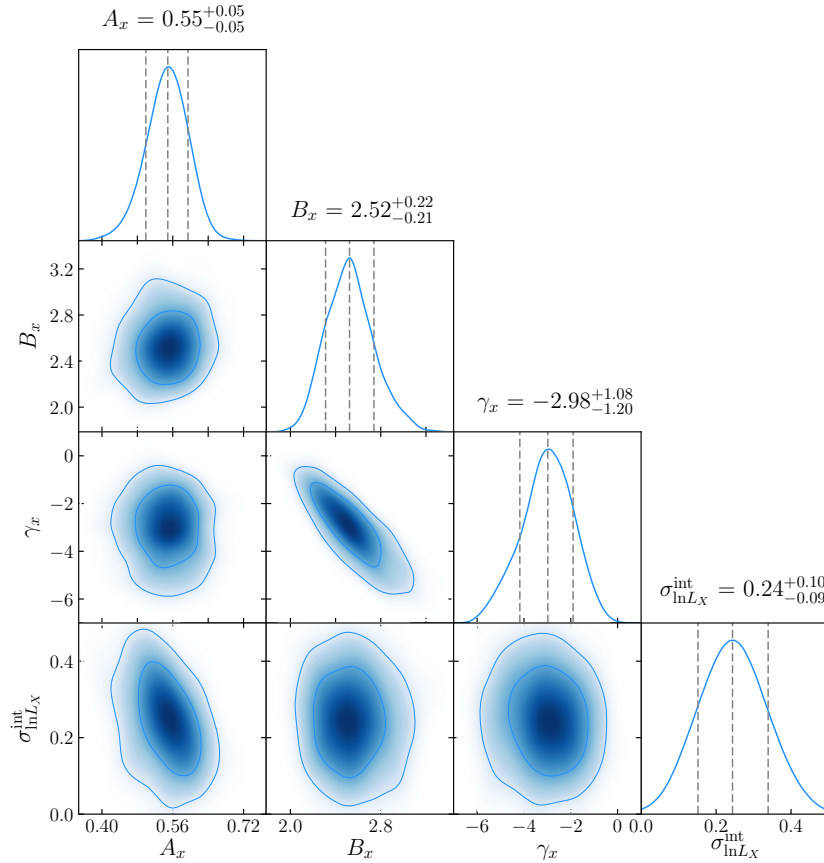 A_x = 0.55^{+0.05}_{-0.05}
B_x = 2.52^{+0.22}_{-0.21}
3.2
2.8
2.4
2.0
B_x
γ_x = −2.98^{+1.08}_{-1.20}
0
−2
−4
−6
γ_x
σ^{int}_{lnL_X} = 0.24^{+0.10}_{-0.09}
0.4
0.2
0.0
σ^{int}_{lnL_X}
0.40 0.56 0.72
A_x
2.0 2.8
B_x
−6 −4 −2 0
γ_x
0.0 0.2 0.4
σ^{int}_{lnL_X}